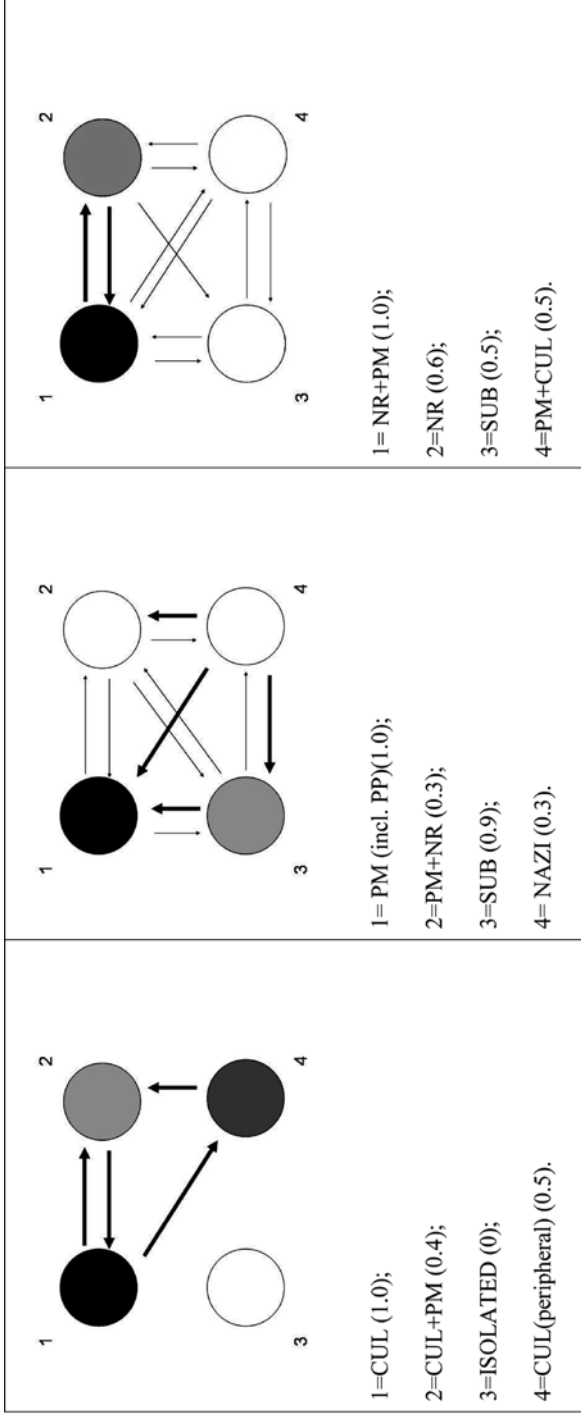 1 2
3 4
1=CUL (1.0);
2=CUL+PM (0.4);
3=ISOLATED (0);
4=CUL(peripheral) (0.5).
1 2
3 4
1= PM (incl. PP)(1.0);
2=PM+NR (0.3);
3=SUB (0.9);
4= NAZI (0.3).
1 2
3 4
1= NR+PM (1.0);
2=NR (0.6);
3=SUB (0.5);
4=PM+CUL (0.5).